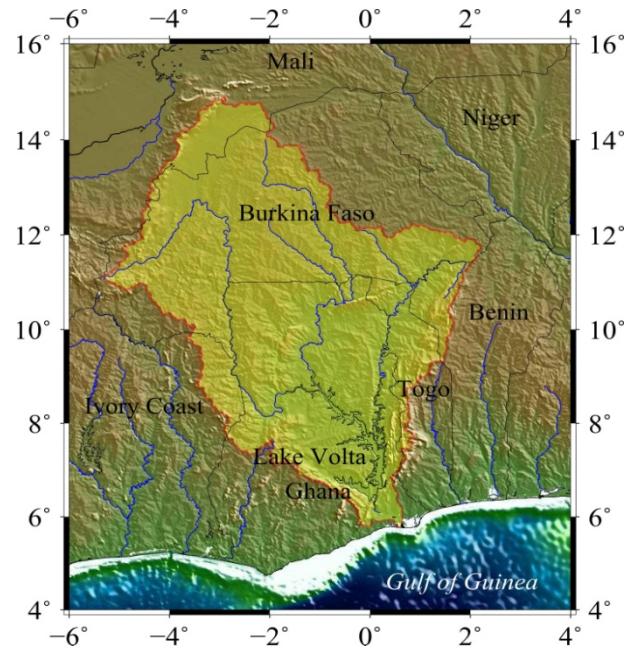 −6° −4° −2° 0° 2° 4°
16° 16°
Mali
Niger
14° 14°
Burkina Faso
12° 12°
Benin
10° 10°
Togo
Ivory Coast
8° 8°
Lake Volta
Ghana
6° 6°
Gulf of Guinea
4° 4°
−6° −4° −2° 0° 2° 4°